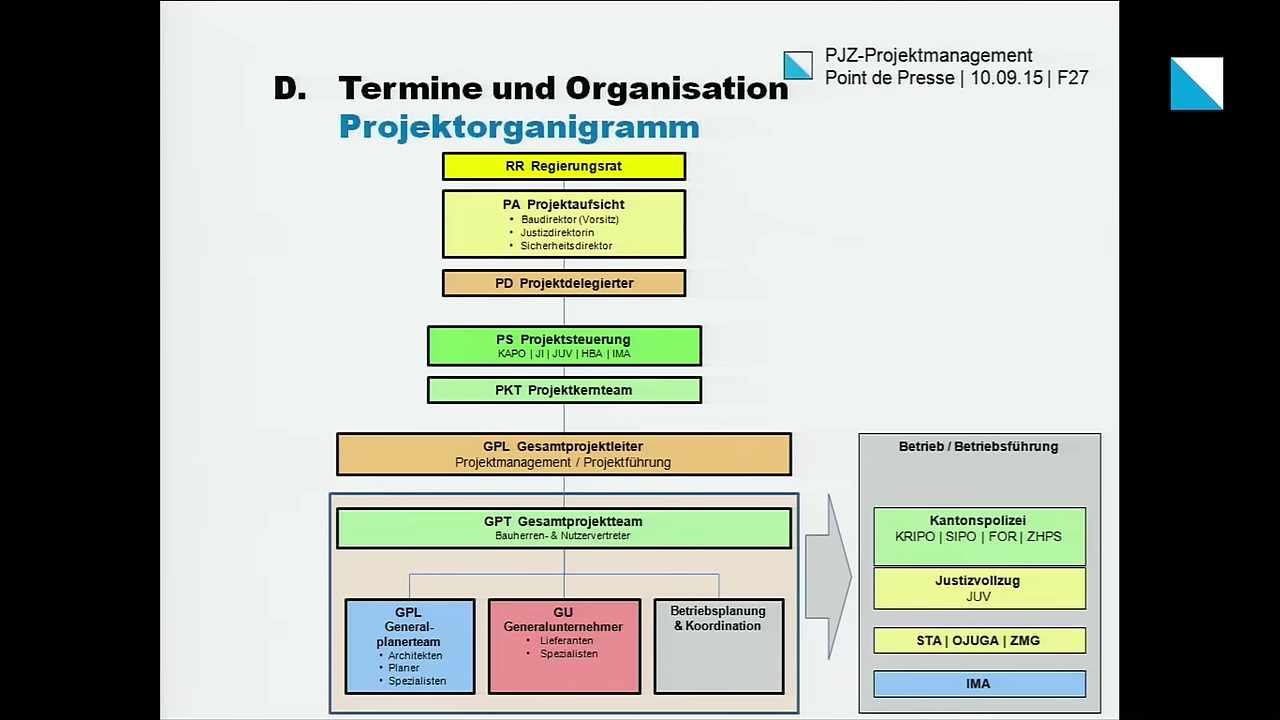 PJZ-Projektmanagement
Point de Presse | 10.09.15 | F27
D. Termine und Organisation
Projektorganigramm
RR Regierungsrat
PA Projektaufsicht
• Baudirektor (Vorsitz)
• Justizdirektorin
• Sicherheitsdirektor
PD Projektdelegierter
PS Projektsteuerung
KAPO | JI | JUV | HBA | IMA
PKT Projektkernteam
GPL Gesamtprojektleiter
Projektmanagement / Projektführung
GPT Gesamtprojektteam
Bauherren- & Nutzervertreter
GPL
General-
planerteam
• Architekten
• Planer
• Spezialisten
GU
Generalunternehmer
• Lieferanten
• Spezialisten
Betriebsplanung
& Koordination
Betrieb / Betriebsführung
Kantonspolizei
KRIPO | SIPO | FOR | ZHPS
Justizvollzug
JUV
STA | OJUGA | ZMG
IMA